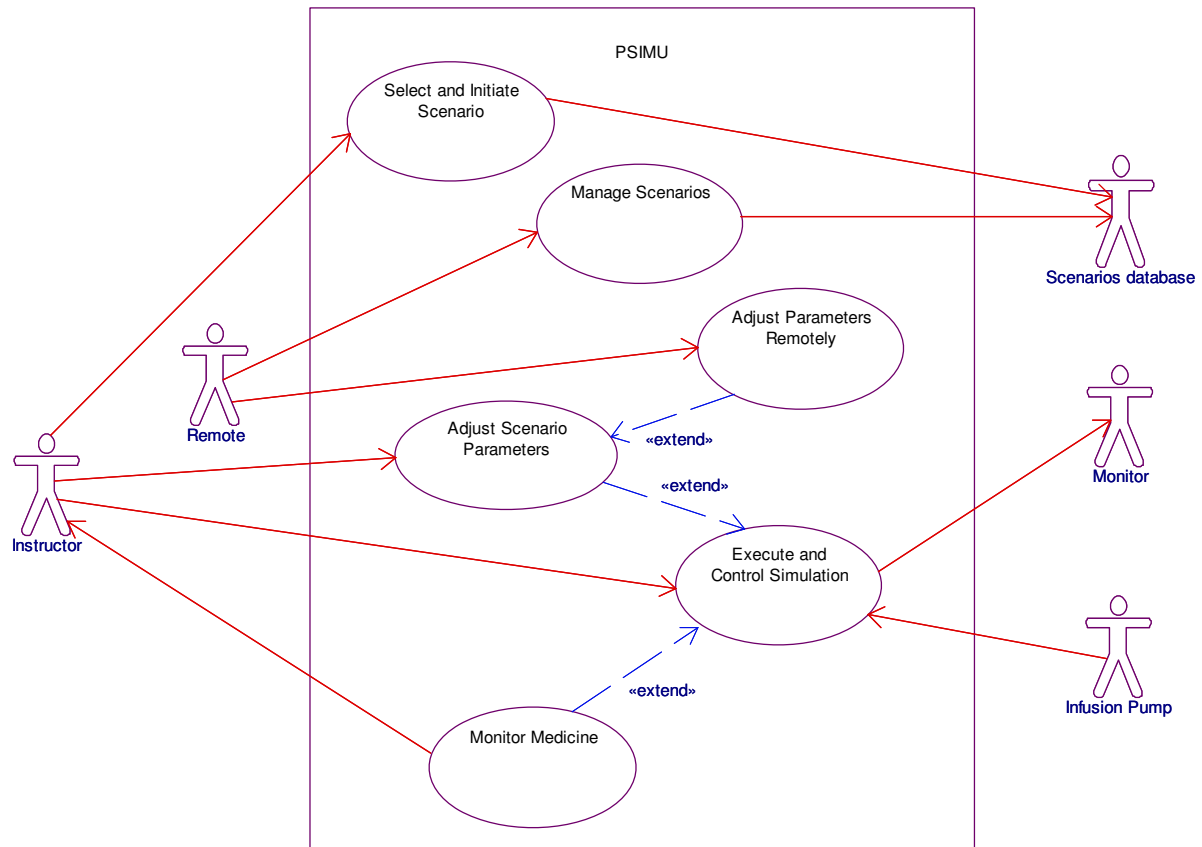 PSIMU
Select and Initiate
Scenario
Manage Scenarios
Scenarios database
Adjust Parameters
Remotely
Remote
Adjust Scenario
Parameters
«extend»
Monitor
«extend»
Instructor
Execute and
Control Simulation
«extend»
Infusion Pump
Monitor Medicine